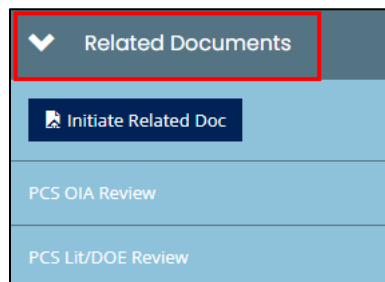 Related Documents
Initiate Related Doc
PCS OIA Review
PCS Lit/DOE Review